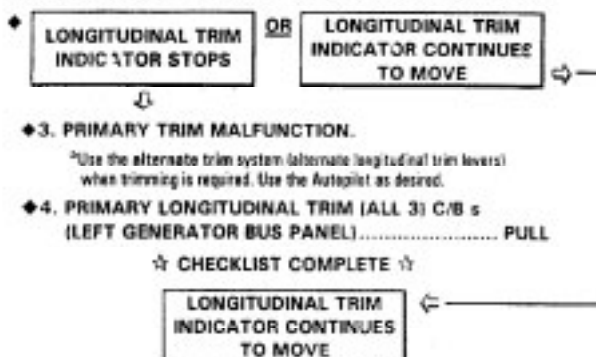 ◆ LONGITUDINAL TRIM
INDICATOR STOPS
OR
LONGITUDINAL TRIM
INDICATOR CONTINUES
TO MOVE
◆3. PRIMARY TRIM MALFUNCTION.
Use the alternate trim system (alternate longitudinal trim levers)
when trimming is required. Use the Autopilot as desired.
◆4. PRIMARY LONGITUDINAL TRIM (ALL 3) C/B s
(LEFT GENERATOR BUS PANEL)...................... PULL
☆ CHECKLIST COMPLETE ☆
LONGITUDINAL TRIM
INDICATOR CONTINUES
TO MOVE